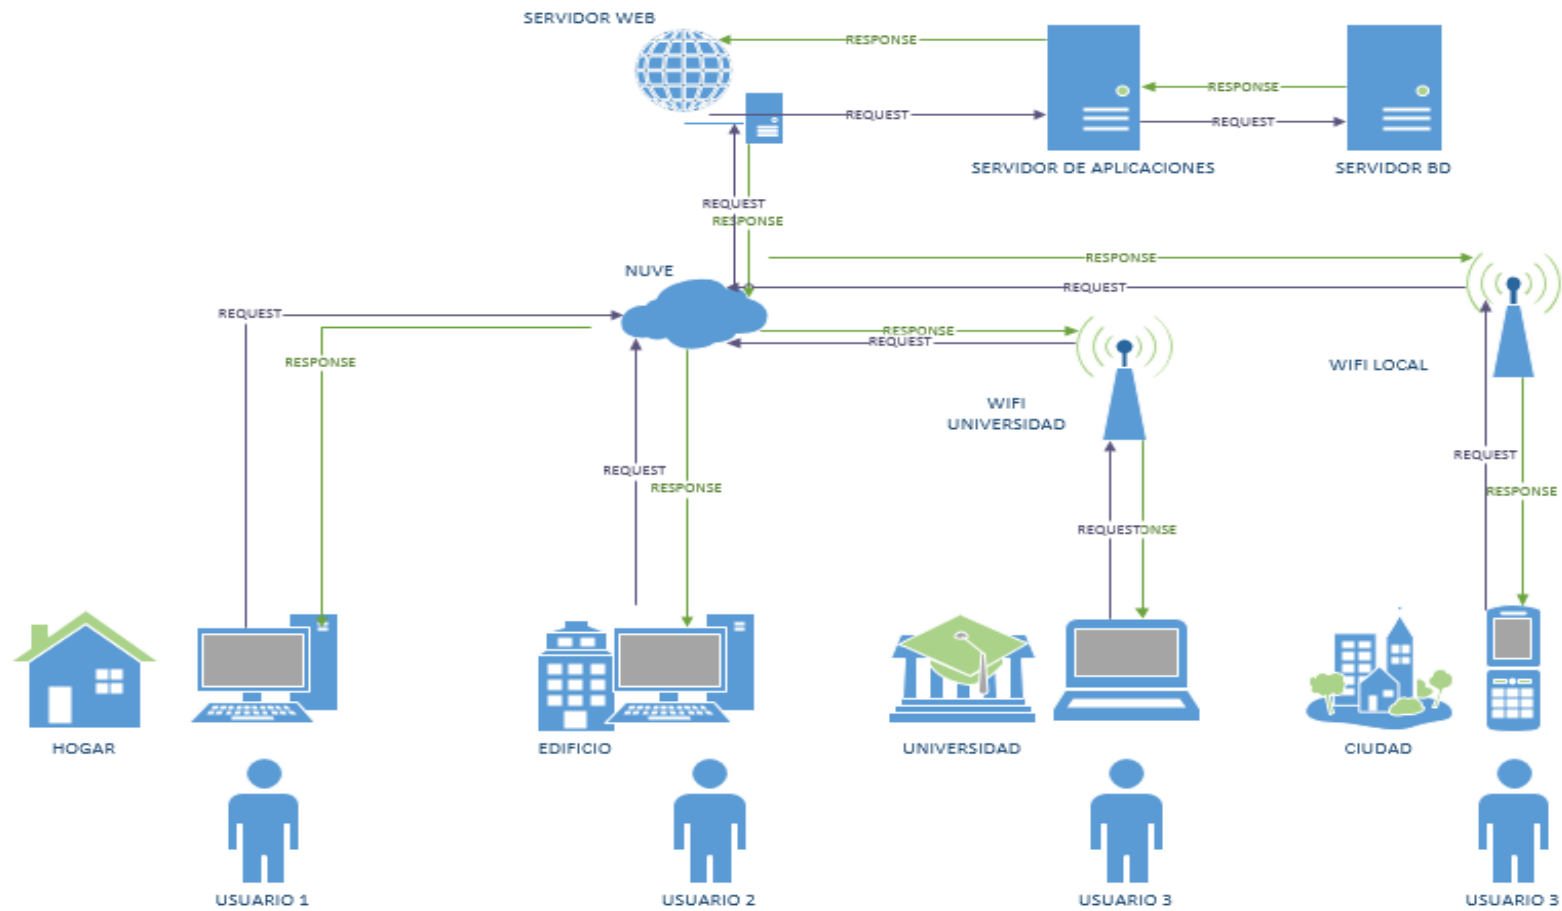 SERVIDOR WEB
RESPONSE
RESPONSE
REQUEST
REQUEST
SERVIDOR DE APLICACIONES
SERVIDOR BD
REQUEST
RESPONSE
RESPONSE
NUVE
REQUEST
REQUEST
RESPONSE
REQUEST
RESPONSE
WIFI LOCAL
WIFI
UNIVERSIDAD
REQUEST
REQUEST
RESPONSE
RESPONSE
REQUEST
ONSE
HOGAR
EDIFICIO
UNIVERSIDAD
CIUDAD
USUARIO 1
USUARIO 2
USUARIO 3
USUARIO 3